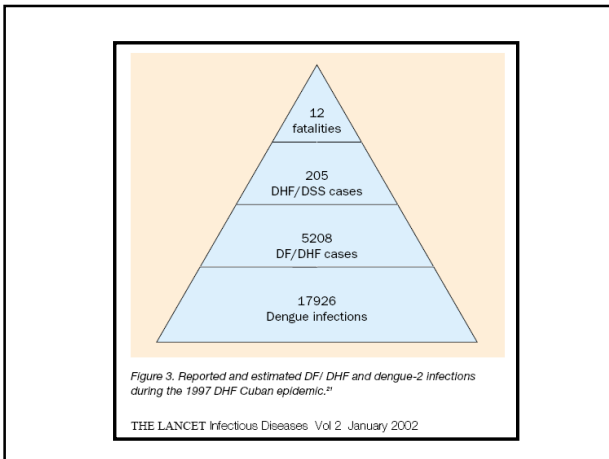 12
fatalities
205
DHF/DSS cases
5208
DF/DHF cases
17926
Dengue infections
Figure 3. Reported and estimated DF/ DHF and dengue-2 infections
during the 1997 DHF Cuban epidemic.²¹
THE LANCET Infectious Diseases Vol 2 January 2002